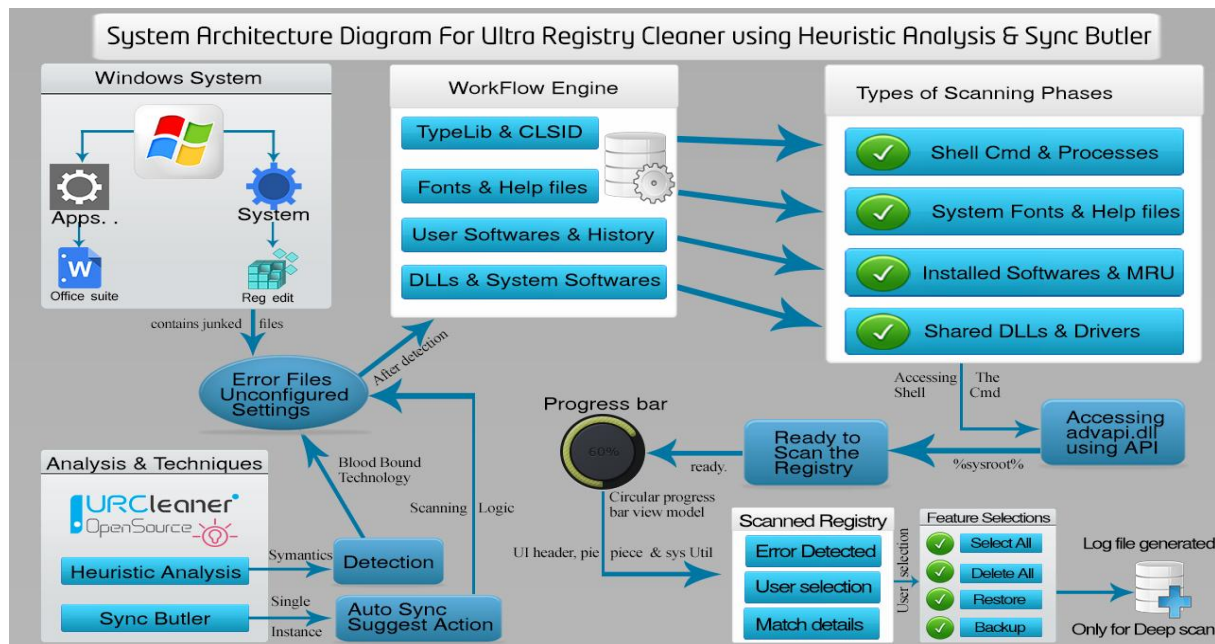 System Architecture Diagram For Ultra Registry Cleaner using Heuristic Analysis & Sync Butler
Windows System
Apps. .
System
Office suite
Reg edit
contains junked files
WorkFlow Engine
TypeLib & CLSID
Fonts & Help files
User Softwares & History
DLLs & System Softwares
Types of Scanning Phases
Shell Cmd & Processes
System Fonts & Help files
Installed Softwares & MRU
Shared DLLs & Drivers
Error Files
Unconfigured
Settings
After detection
Accessing The
Shell Cmd
Accessing
advapi.dll
using API
%sysroot%
Ready to
Scan the
Registry
ready.
Progress bar
60%
Circular progress
bar view model
UI header, pie piece & sys Util
Analysis & Techniques
URCleaner
OpenSource
Heuristic Analysis
Sync Butler
Symantics
Single
Instance
Detection
Auto Sync
Suggest Action
Blood Bound
Technology
Scanning Logic
Scanned Registry
Error Detected
User selection
Match details
User selection
Feature Selections
Select All
Delete All
Restore
Backup
Log file generated
Only for Deep scan